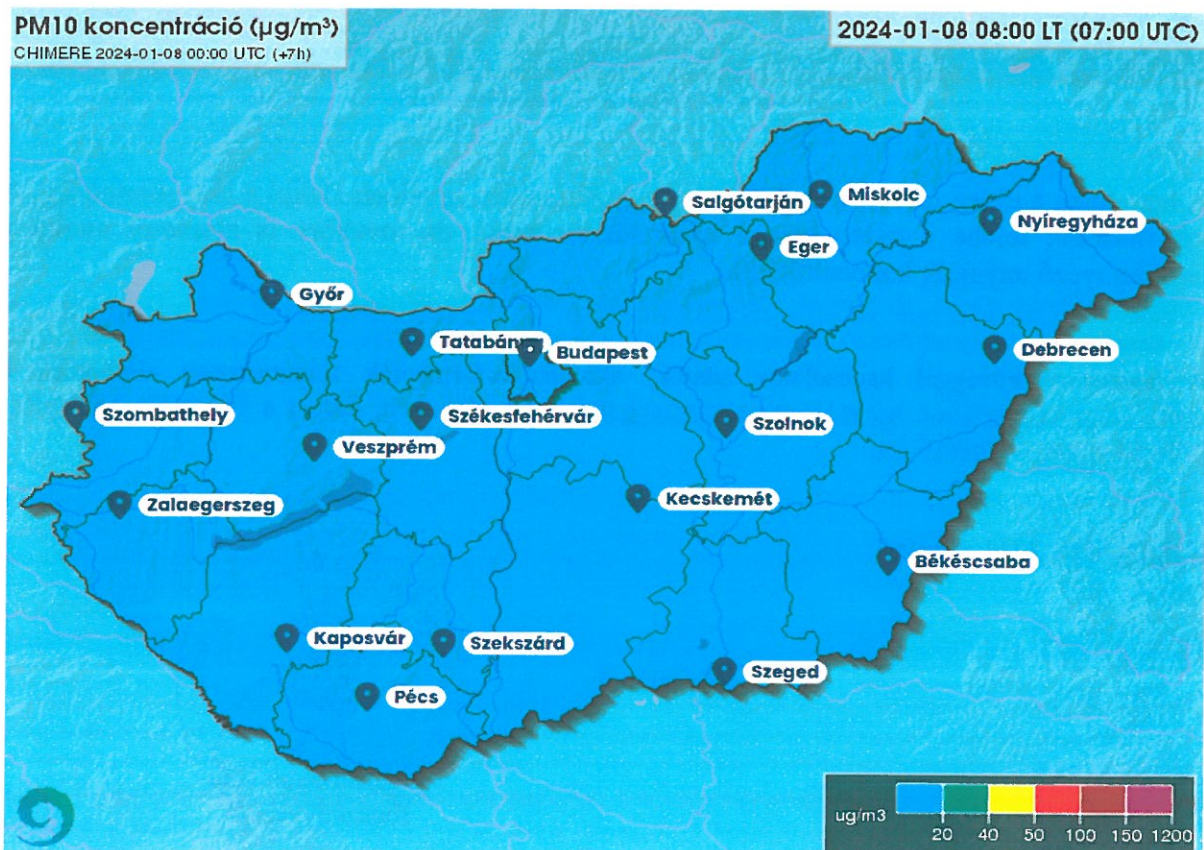 PM10 koncentráció (µg/m³)
CHIMERE 2024-01-08 00:00 UTC (+7h)
2024-01-08 08:00 LT (07:00 UTC)
Salgótarján
Miskolc
Nyíregyháza
Eger
Győr
Tatabánya
Budapest
Debrecen
Szombathely
Székesfehérvár
Szolnok
Veszprém
Zalaegerszeg
Kecskemét
Békéscsaba
Kaposvár
Szekszárd
Szeged
Pécs
ug/m3
20 40 50 100 150 1200